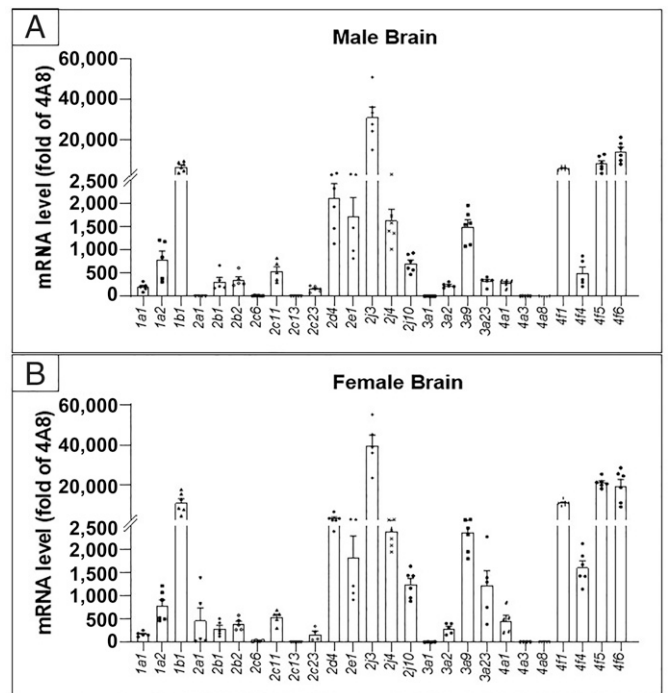 A
Male Brain
mRNA level (fold of 4A8)
60,000
40,000
20,000
2,500
2,000
1,500
1,000
500
0
1a1 1a2 1b1 2a1 2b1 2b2 2c6 2c11 2c13 2c23 2d4 2e1 2j3 2j4 2j10 3a1 3a2 3a9 3a23 4a1 4a3 4a8 4f1 4f4 4f5 4f6
B
Female Brain
mRNA level (fold of 4A8)
60,000
40,000
20,000
2,500
2,000
1,500
1,000
500
0
1a1 1a2 1b1 2a1 2b1 2b2 2c6 2c11 2c13 2c23 2d4 2e1 2j3 2j4 2j10 3a1 3a2 3a9 3a23 4a1 4a3 4a8 4f1 4f4 4f5 4f6